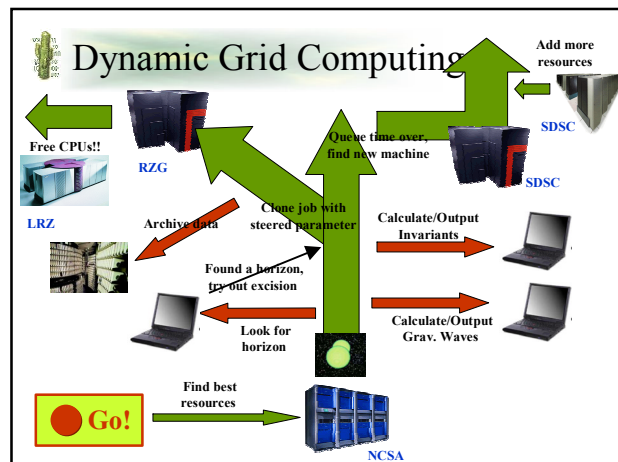 Dynamic Grid Computing
Add more
resources
Free CPUs!!
RZG
Queue time over,
find new machine
SDSC
SDSC
LRZ
Archive data
Clone job with
steered parameter
Calculate/Output
Invariants
Found a horizon,
try out excision
Look for
horizon
Calculate/Output
Grav. Waves
Find best
resources
Go!
NCSA